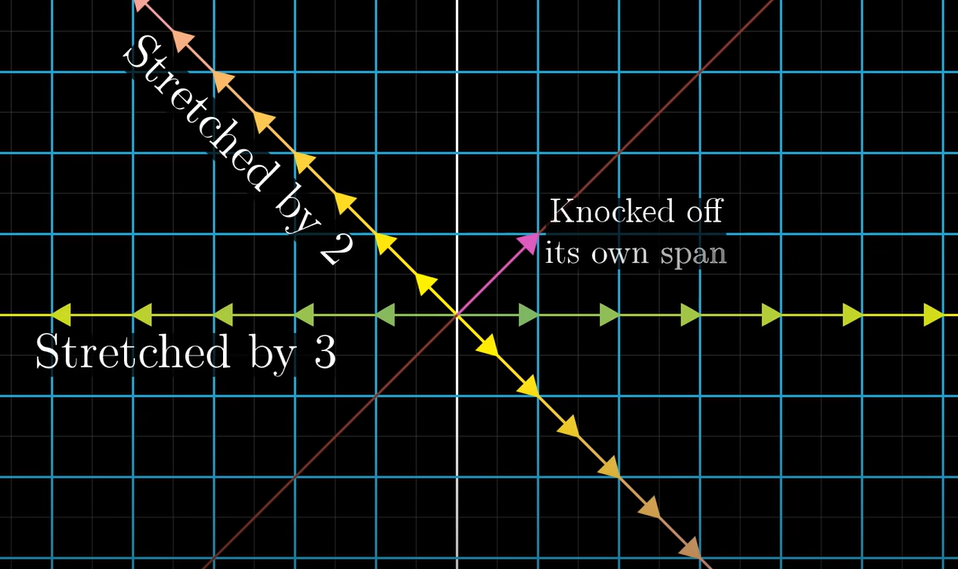 Stretched by 2
Knocked off
its own span
Stretched by 3